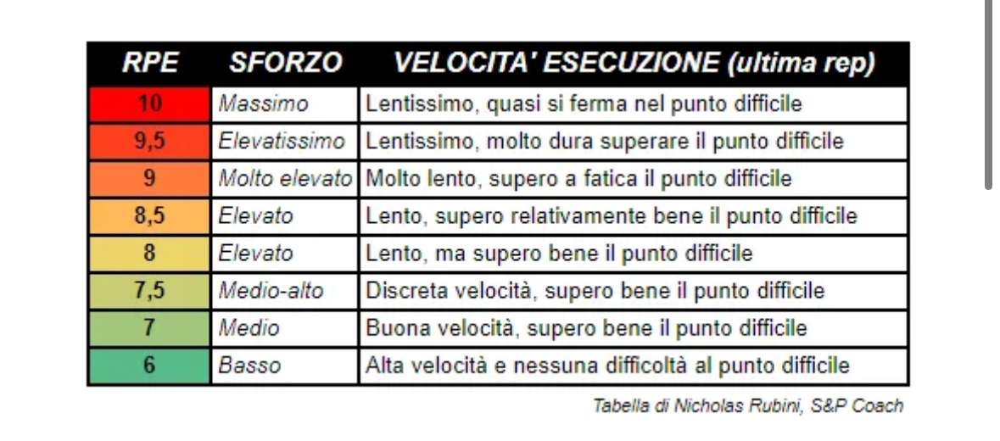 RPE SFORZO VELOCITA' ESECUZIONE (ultima rep)
10 Massimo Lentissimo, quasi si ferma nel punto difficile
9,5 Elevatissimo Lentissimo, molto dura superare il punto difficile
9 Molto elevato Molto lento, supero a fatica il punto difficile
8,5 Elevato Lento, supero relativamente bene il punto difficile
8 Elevato Lento, ma supero bene il punto difficile
7,5 Medio-alto Discreta velocità, supero bene il punto difficile
7 Medio Buona velocità, supero bene il punto difficile
6 Basso Alta velocità e nessuna difficoltà al punto difficile
Tabella di Nicholas Rubini, S&P Coach